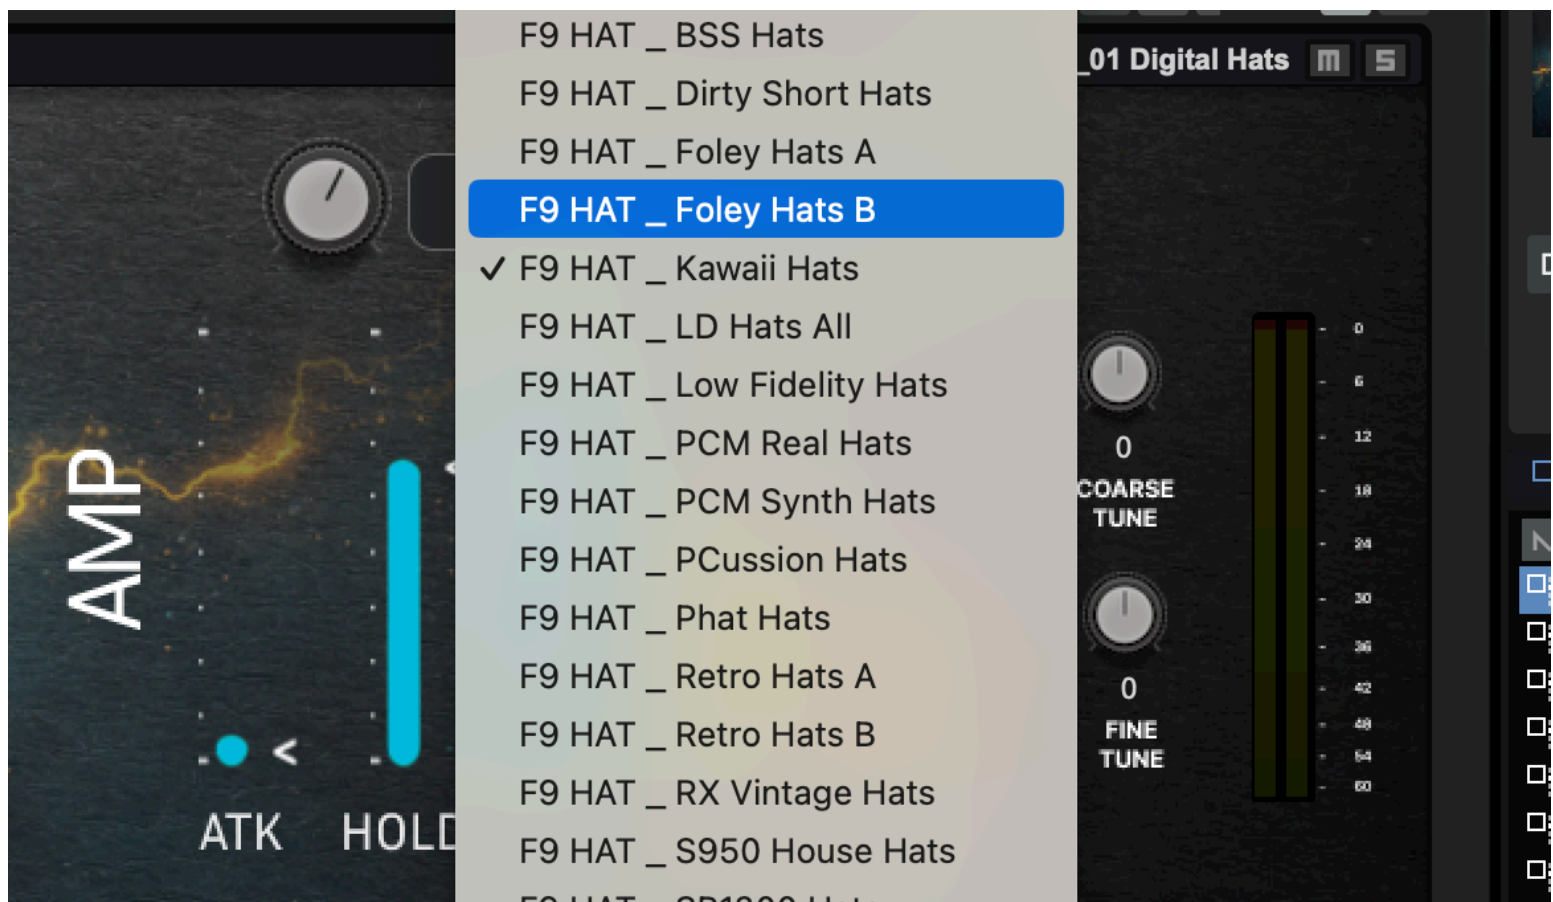 F9 HAT _ BSS Hats
F9 HAT _ Dirty Short Hats
F9 HAT _ Foley Hats A
F9 HAT _ Foley Hats B
✓ F9 HAT _ Kawaii Hats
F9 HAT _ LD Hats All
F9 HAT _ Low Fidelity Hats
F9 HAT _ PCM Real Hats
F9 HAT _ PCM Synth Hats
F9 HAT _ PCussion Hats
F9 HAT _ Phat Hats
F9 HAT _ Retro Hats A
F9 HAT _ Retro Hats B
F9 HAT _ RX Vintage Hats
F9 HAT _ S950 House Hats
_01 Digital Hats M S
AMP
<
ATK HOLD
0
COARSE
TUNE
0
FINE
TUNE
0
6
12
18
24
30
36
42
48
54
60